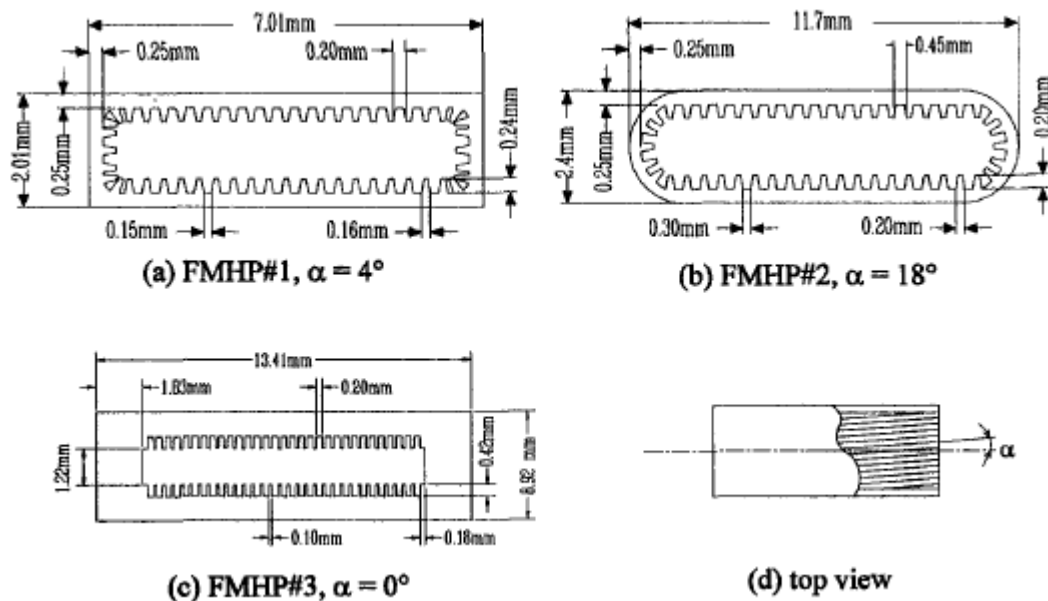 7.01mm
0.25mm
0.20mm
2.01mm
0.25mm
0.24mm
0.15mm
0.16mm
(a) FMHP#1, α = 4°
11.7mm
0.25mm
0.45mm
2.4mm
0.25mm
0.20mm
0.30mm
0.20mm
(b) FMHP#2, α = 18°
13.41mm
1.83mm
0.20mm
1.22mm
0.42mm
8.92 mm
0.10mm
0.18mm
(c) FMHP#3, α = 0°
α
(d) top view